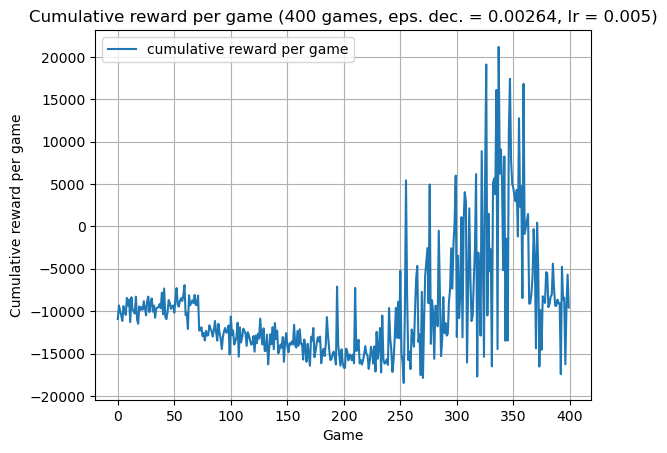 Cumulative reward per game (400 games, eps. dec. = 0.00264, lr = 0.005)
cumulative reward per game
Cumulative reward per game
20000
15000
10000
5000
0
−5000
−10000
−15000
−20000
0 50 100 150 200 250 300 350 400
Game